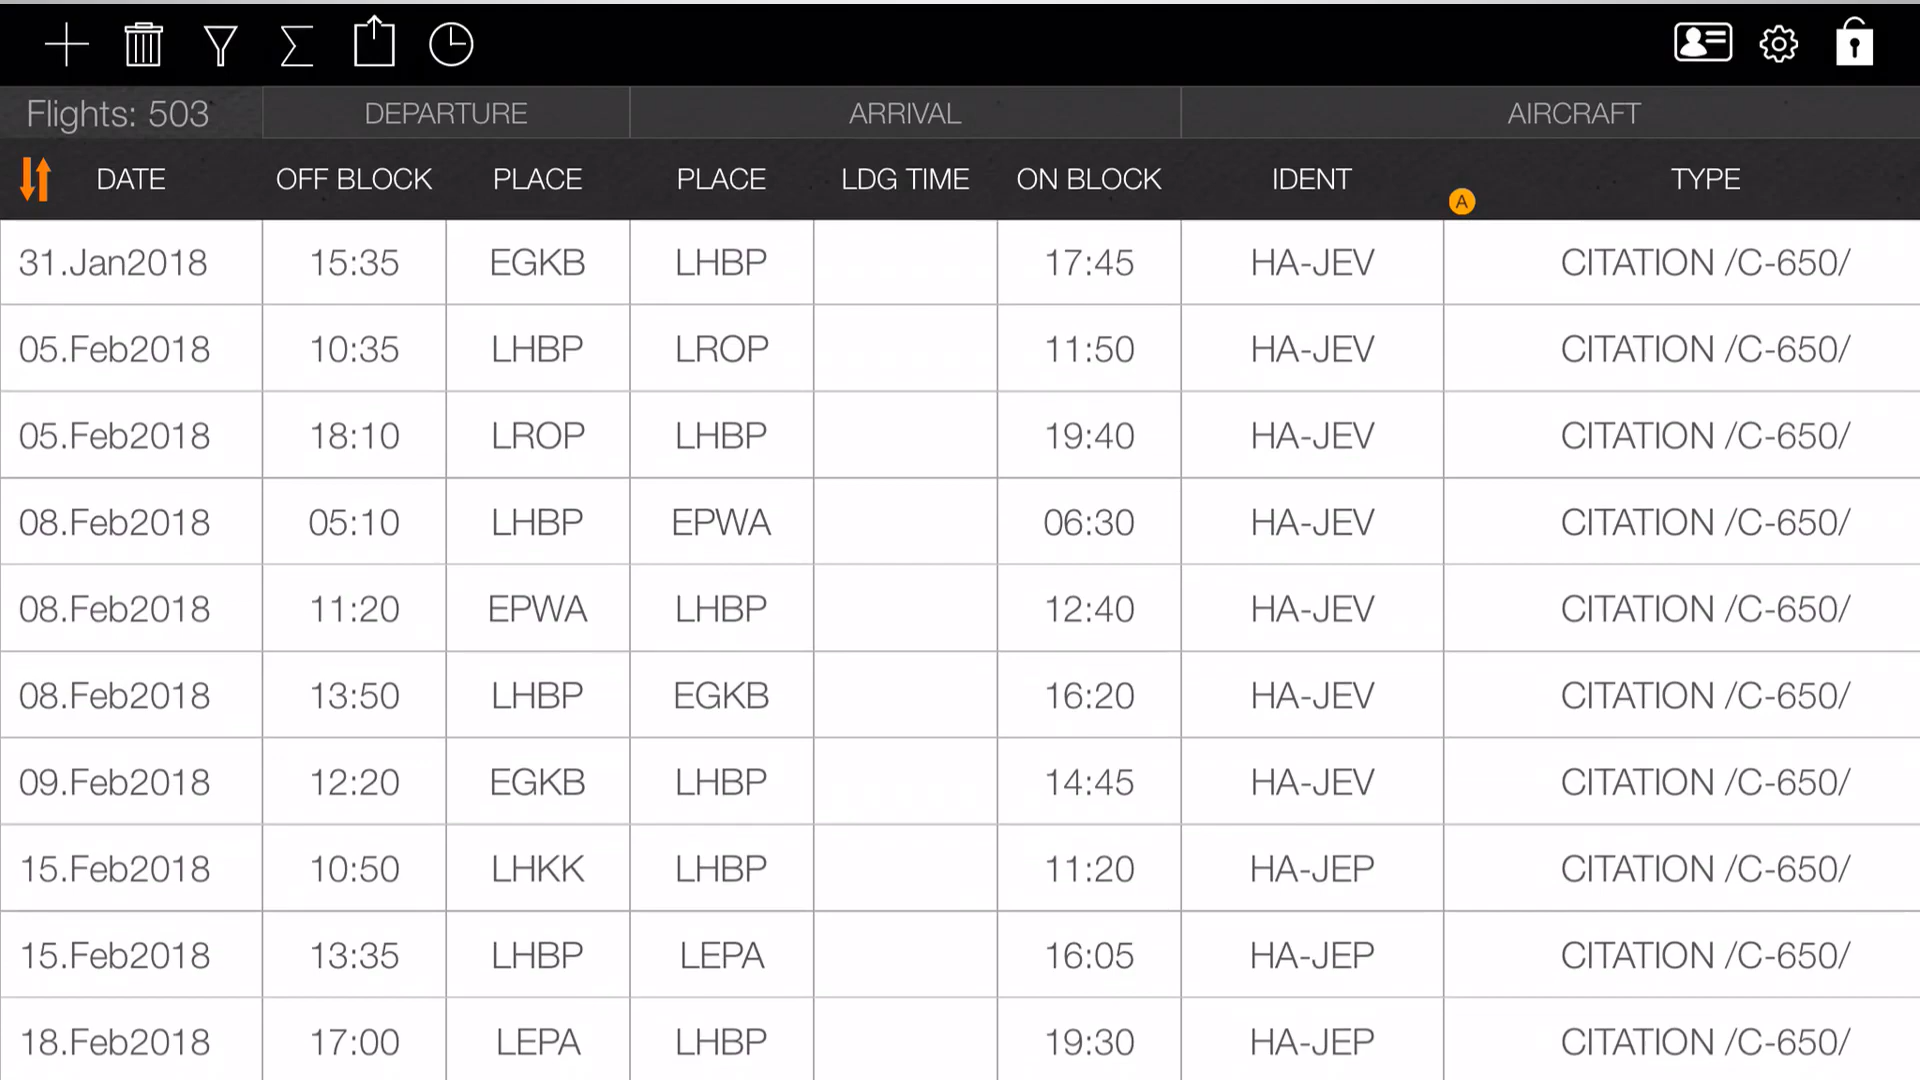 Flights: 503 DEPARTURE ARRIVAL AIRCRAFT
DATE OFF BLOCK PLACE PLACE LDG TIME ON BLOCK IDENT A TYPE
31.Jan2018 15:35 EGKB LHBP 17:45 HA-JEV CITATION /C-650/
05.Feb2018 10:35 LHBP LROP 11:50 HA-JEV CITATION /C-650/
05.Feb2018 18:10 LROP LHBP 19:40 HA-JEV CITATION /C-650/
08.Feb2018 05:10 LHBP EPWA 06:30 HA-JEV CITATION /C-650/
08.Feb2018 11:20 EPWA LHBP 12:40 HA-JEV CITATION /C-650/
08.Feb2018 13:50 LHBP EGKB 16:20 HA-JEV CITATION /C-650/
09.Feb2018 12:20 EGKB LHBP 14:45 HA-JEV CITATION /C-650/
15.Feb2018 10:50 LHKK LHBP 11:20 HA-JEP CITATION /C-650/
15.Feb2018 13:35 LHBP LEPA 16:05 HA-JEP CITATION /C-650/
18.Feb2018 17:00 LEPA LHBP 19:30 HA-JEP CITATION /C-650/